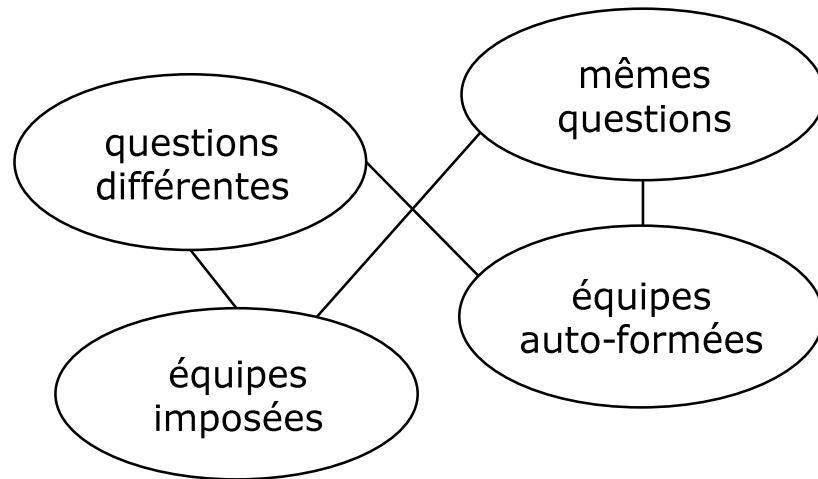 mêmes
questions
questions
différentes
équipes
auto-formées
équipes
imposées